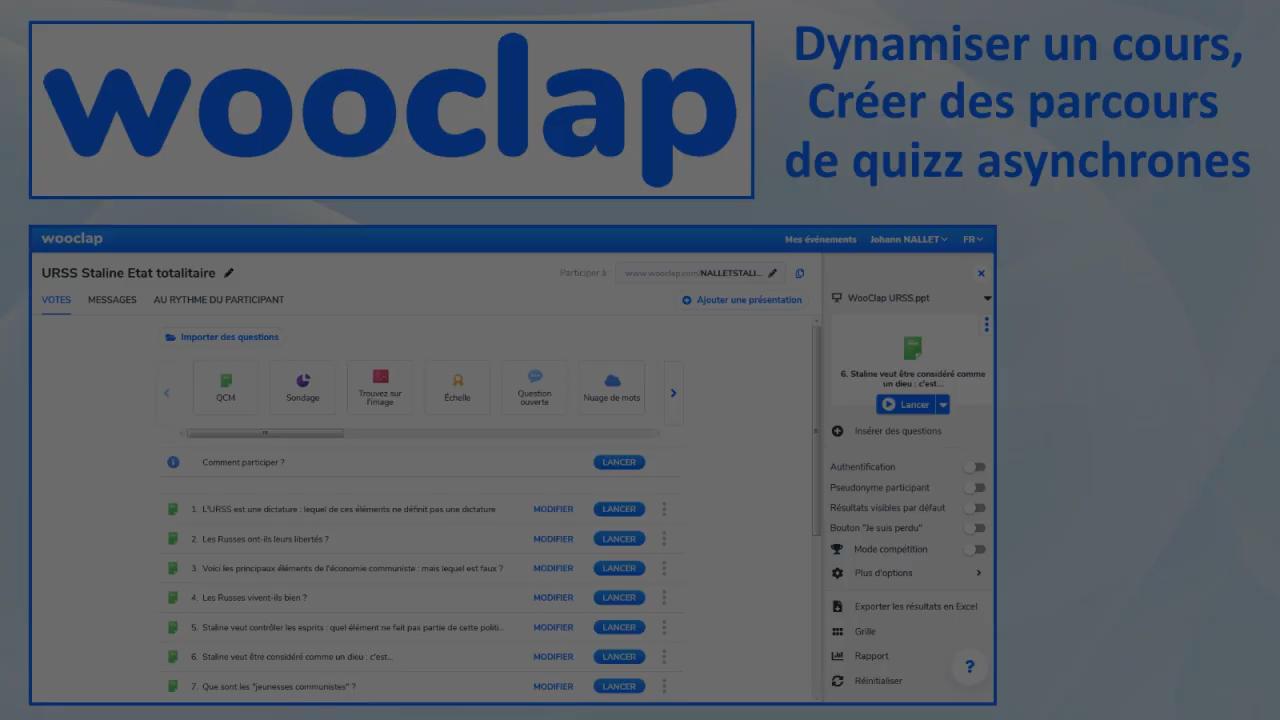 wooclap
Dynamiser un cours,
Créer des parcours
de quizz asynchrones
wooclap
Mes événements
Johann NALLET
FR
URSS Staline Etat totalitaire
Participer à
www.wooclap.com/NALLETSTALI...
VOTES
MESSAGES
AU RYTHME DU PARTICIPANT
Ajouter une présentation
Importer des questions
QCM
Sondage
Trouvez sur
l'image
Échelle
Question
ouverte
Nuage de mots
Comment participer ?
LANCER
1. L'URSS est une dictature : lequel de ces éléments ne définit pas une dictature
MODIFIER
LANCER
2. Les Russes ont-ils leurs libertés ?
MODIFIER
LANCER
3. Voici les principaux éléments de l'économie communiste : mais lequel est faux ?
MODIFIER
LANCER
4. Les Russes vivent-ils bien ?
MODIFIER
LANCER
5. Staline veut contrôler les esprits : quel élément ne fait pas partie de cette politi...
MODIFIER
LANCER
6. Staline veut être considéré comme un dieu : c'est...
MODIFIER
LANCER
7. Que sont les "jeunesses communistes" ?
MODIFIER
LANCER
WooClap URSS.ppt
6. Staline veut être considéré comme
un dieu : c'est...
Lancer
Insérer des questions
Authentification
Pseudonyme participant
Résultats visibles par défaut
Bouton "Je suis perdu"
Mode compétition
Plus d'options
Exporter les résultats en Excel
Grille
Rapport
Réinitialiser
?